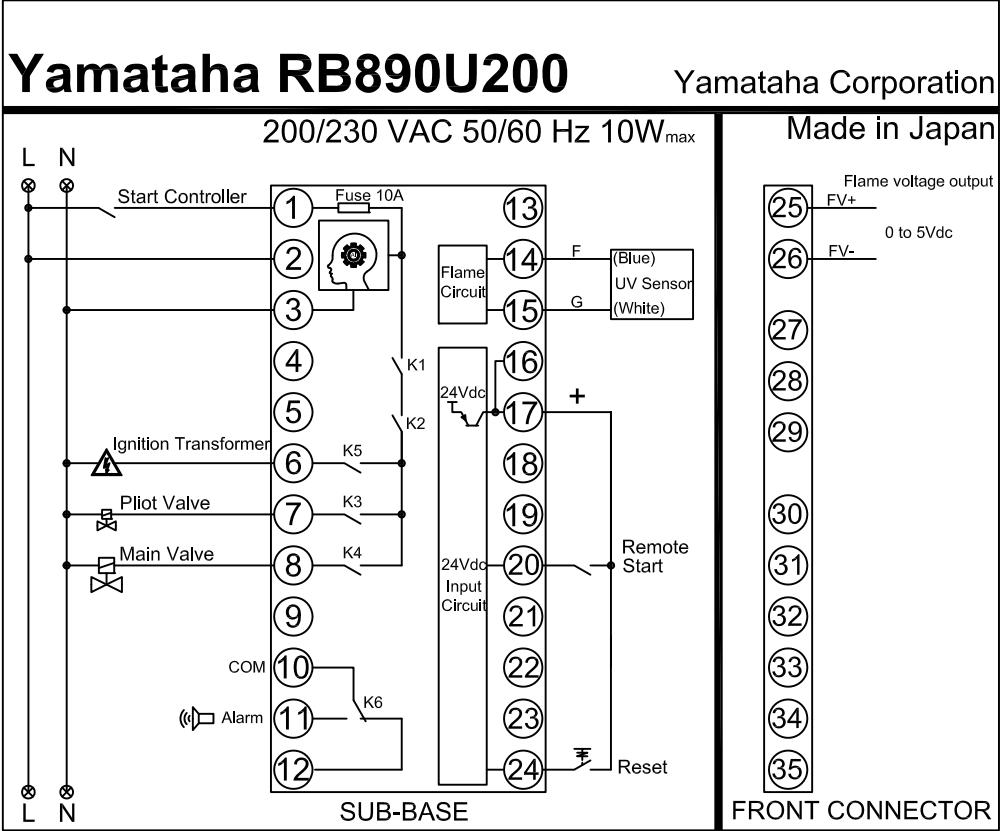 Yamataha RB890U200
Yamataha Corporation
200/230 VAC 50/60 Hz 10Wmax
Made in Japan
L N
Start Controller
1
Fuse 10A
2
3
4
5
Ignition Transformer
6
K5
Pliot Valve
7
K3
Main Valve
8
K4
K1
K2
9
COM
10
Alarm
11
K6
12
13
Flame
Circuit
14
F
(Blue)
UV Sensor
15
G
(White)
16
24Vdc
17
+
18
19
24Vdc
Input
Circuit
20
Remote
Start
21
22
23
24
Reset
L N
SUB-BASE
Flame voltage output
25
FV+
0 to 5Vdc
26
FV-
27
28
29
30
31
32
33
34
35
FRONT CONNECTOR